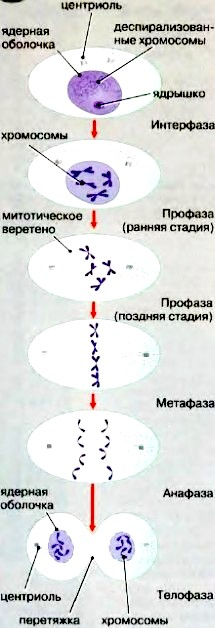 центриоль
ядерная
оболочка
деспирализован-
ные хромосомы
ядрышко
Интерфаза
хромосомы
Профаза
(ранняя стадия)
митотическое
веретено
Профаза
(поздняя стадия)
Метафаза
Анафаза
ядерная
оболочка
центриоль
перетяжка
хромосомы
Телофаза